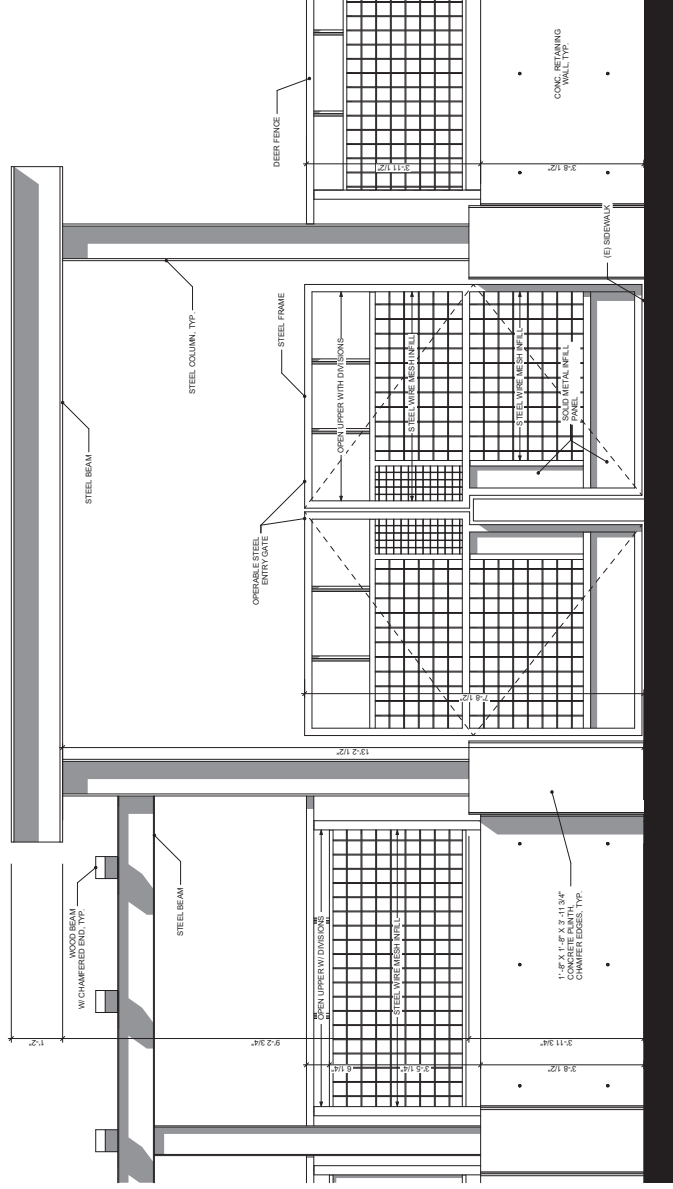 DEER FENCE
CONC. RETAINING
WALL, TYP.
3'-11 1/2"
3'-8 1/2"
(E) SIDEWALK
STEEL COLUMN, TYP.
STEEL FRAME
STEEL BEAM
OPEN UPPER WITH DIVISIONS
STEEL WIRE MESH INFILL
STEEL WIRE MESH INFILL
SOLID METAL INFILL
PANEL
OPERABLE STEEL
ENTRY GATE
7'-8 1/2"
13'-2 1/2"
WOOD BEAM
W/ CHAMFERED END, TYP.
STEEL BEAM
OPEN UPPER W/ DIVISIONS
STEEL WIRE MESH INFILL
1'-8" X 1'-8" X 3'-11 3/4"
CONCRETE PLINTH,
CHAMFER EDGES, TYP.
1'-2"
9'-2 3/4"
3'-11 3/4"
6 1/4"
3'-5 1/4"
3'-8 1/2"